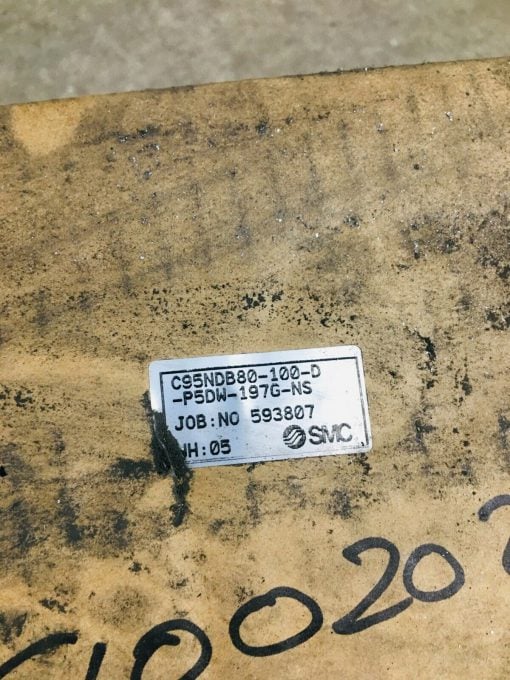 C95NDB80-100-D
-P5DW-197G-NS
JOB:NO 593807
WH:05 SMC